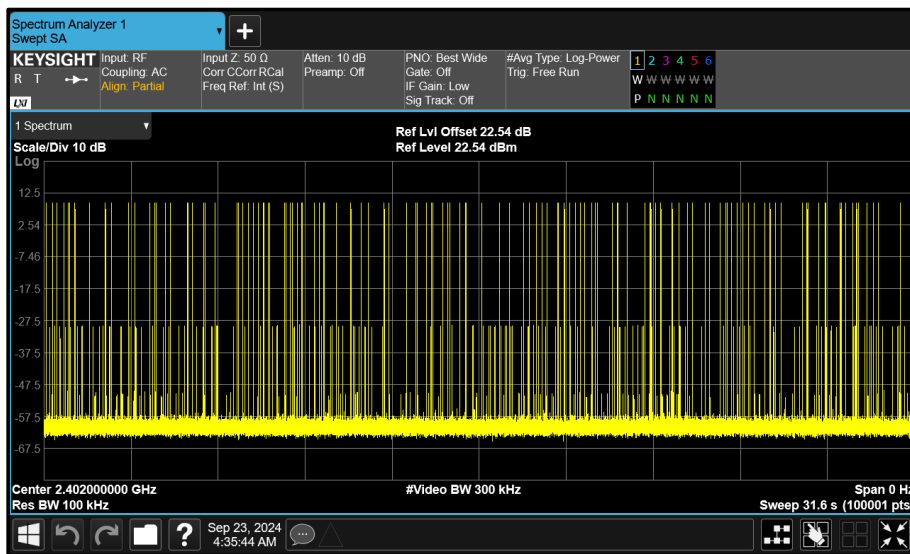 Spectrum Analyzer 1
Swept SA
KEYSIGHT
R T
LXI
Input: RF
Coupling: AC
Align: Partial
Input Z: 50 Ω
Corr CCorr RCal
Freq Ref: Int (S)
Atten: 10 dB
Preamp: Off
PNO: Best Wide
Gate: Off
IF Gain: Low
Sig Track: Off
#Avg Type: Log-Power
Trig: Free Run
1 2 3 4 5 6
W W W W W W
P N N N N N
1 Spectrum
Scale/Div 10 dB
Ref Lvl Offset 22.54 dB
Ref Level 22.54 dBm
Log
12.5
2.54
-7.46
-17.5
-27.5
-37.5
-47.5
-57.5
-67.5
Center 2.402000000 GHz
#Video BW 300 kHz
Span 0 Hz
Res BW 100 kHz
Sweep 31.6 s (100001 pts
?
Sep 23, 2024
4:35:44 AM